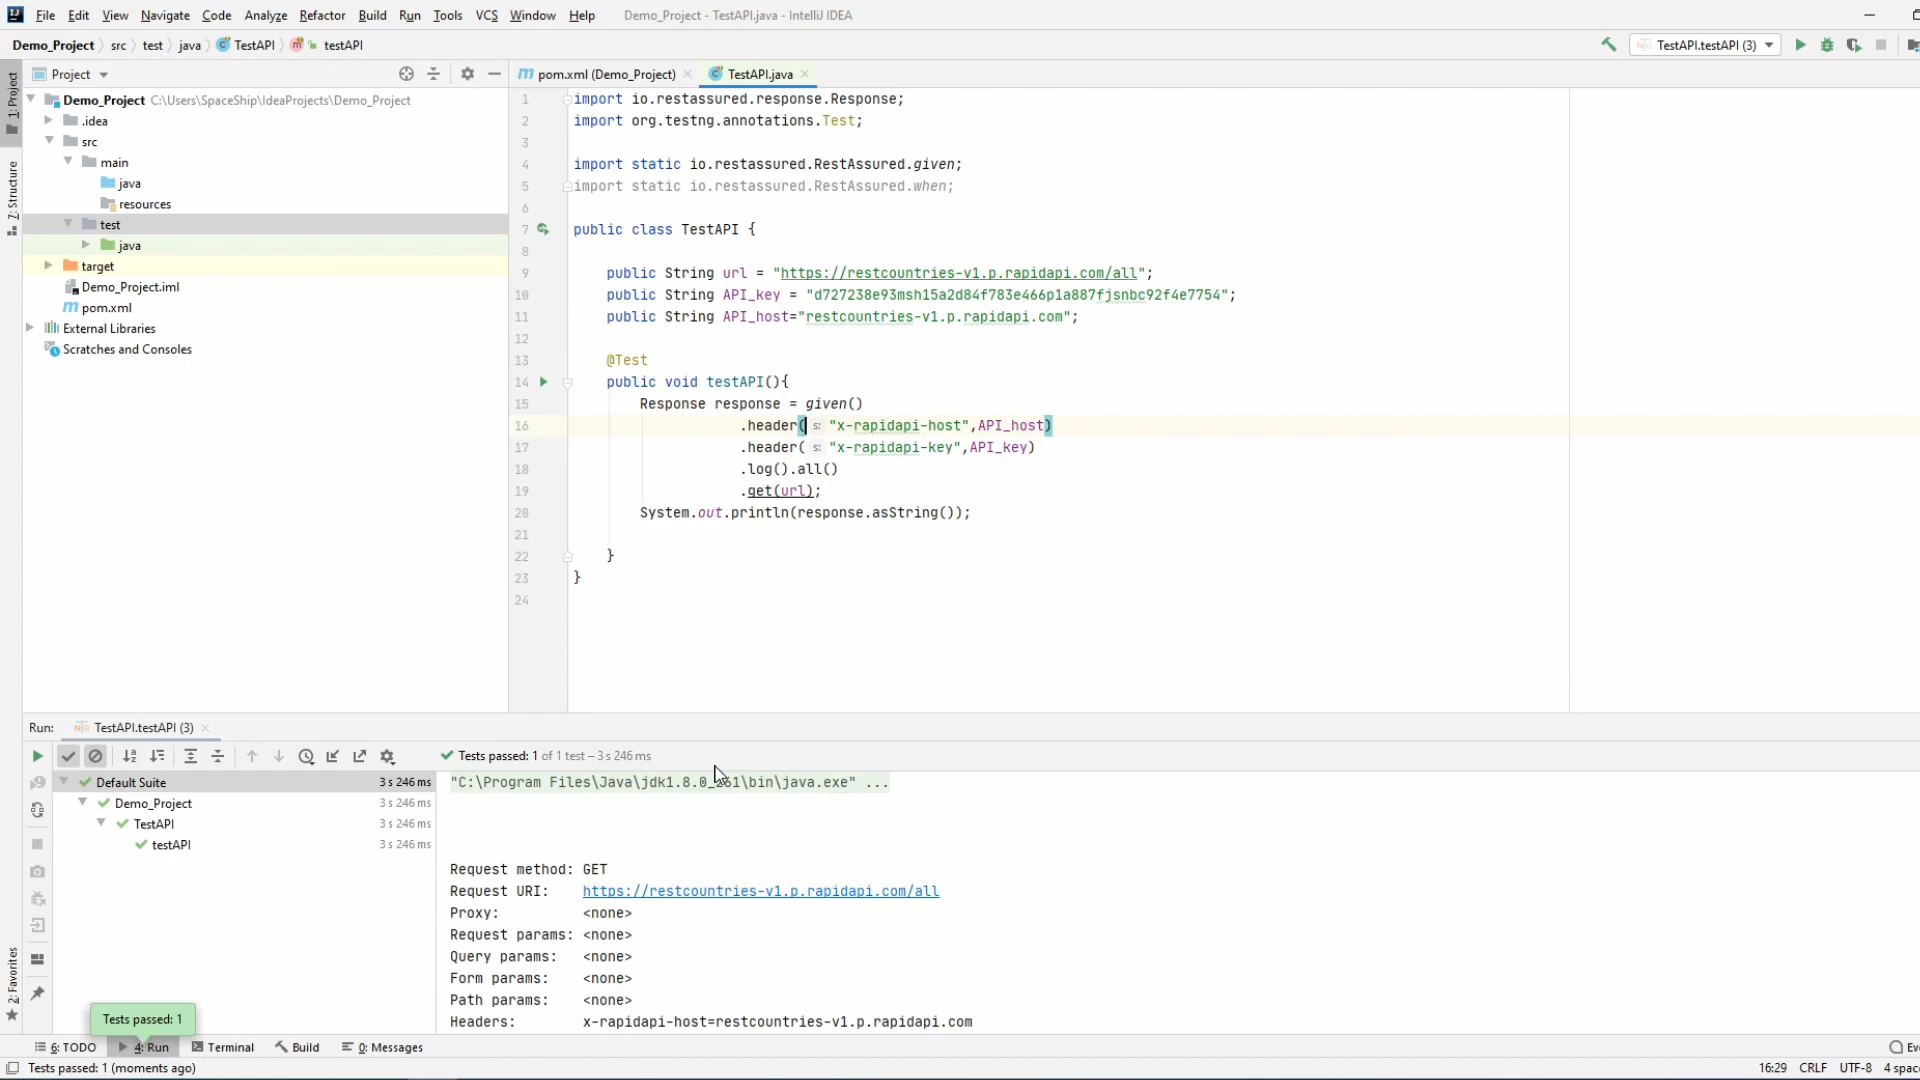 File Edit View Navigate Code Analyze Refactor Build Run Tools VCS Window Help Demo_Project - TestAPI.java - IntelliJ IDEA
Demo_Project src test java TestAPI testAPI
TestAPI.testAPI (3)
1: Project
Project
pom.xml (Demo_Project)
TestAPI.java
Demo_Project C:\Users\SpaceShip\IdeaProjects\Demo_Project
.idea
src
main
java
resources
test
java
target
Demo_Project.iml
pom.xml
External Libraries
Scratches and Consoles
7: Structure
1 import io.restassured.response.Response;
2 import org.testng.annotations.Test;
3
4 import static io.restassured.RestAssured.given;
5 import static io.restassured.RestAssured.when;
6
7 public class TestAPI {
8
9 public String url = "https://restcountries-v1.p.rapidapi.com/all";
10 public String API_key = "d727238e93msh15a2d84f783e466p1a887fjsnbc92f4e7754";
11 public String API_host="restcountries-v1.p.rapidapi.com";
12
13 @Test
14 public void testAPI(){
15 Response response = given()
16 .header( s: "x-rapidapi-host",API_host)
17 .header( s: "x-rapidapi-key",API_key)
18 .log().all()
19 .get(url);
20 System.out.println(response.asString());
21
22 }
23 }
24
Run: TestAPI.testAPI (3)
Tests passed: 1 of 1 test – 3 s 246 ms
Default Suite 3 s 246 ms
Demo_Project 3 s 246 ms
TestAPI 3 s 246 ms
testAPI 3 s 246 ms
"C:\Program Files\Java\jdk1.8.0_261\bin\java.exe" ...
Request method: GET
Request URI: https://restcountries-v1.p.rapidapi.com/all
Proxy: <none>
Request params: <none>
Query params: <none>
Form params: <none>
Path params: <none>
Headers: x-rapidapi-host=restcountries-v1.p.rapidapi.com
2: Favorites
Tests passed: 1
6: TODO 4: Run Terminal Build 0: Messages
Tests passed: 1 (moments ago)
16:29 CRLF UTF-8 4 spac